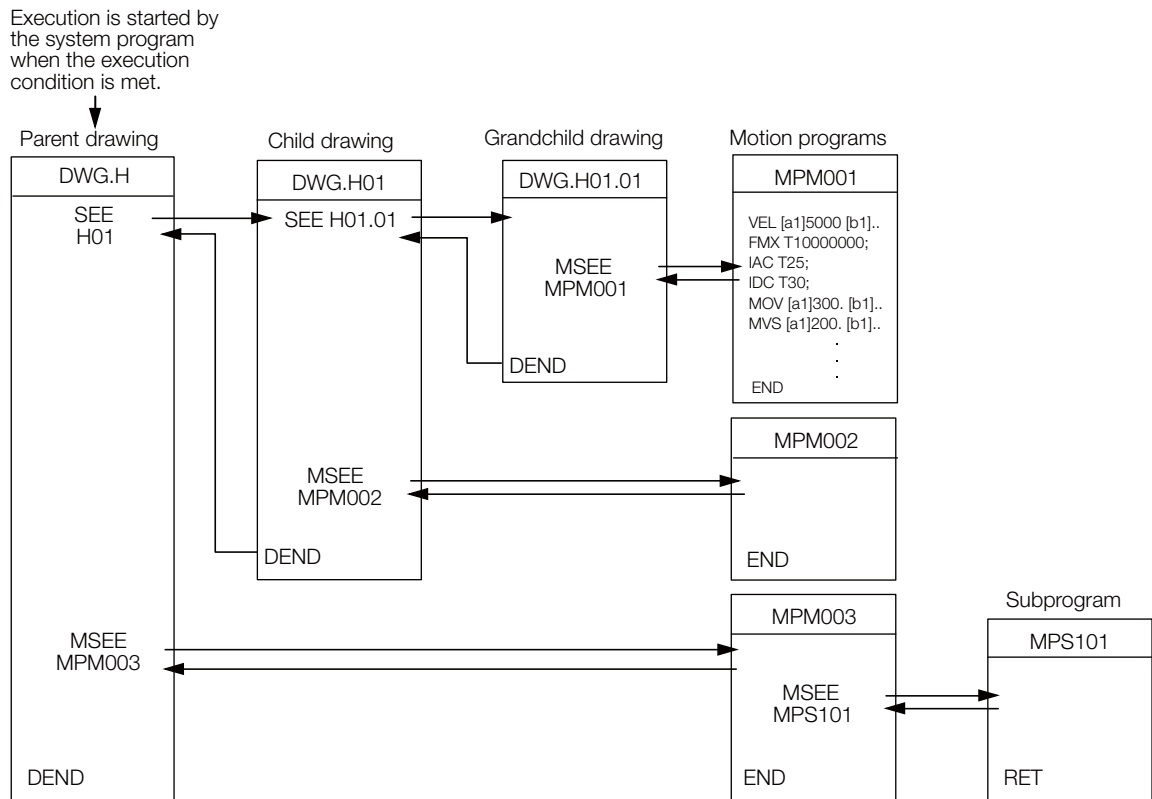 Execution is started by
the system program
when the execution
condition is met.
Parent drawing
DWG.H
SEE
H01
MSEE
MPM003
DEND
Child drawing
DWG.H01
SEE H01.01
MSEE
MPM002
DEND
Grandchild drawing
DWG.H01.01
MSEE
MPM001
DEND
Motion programs
MPM001
VEL [a1]5000 [b1]..
FMX T10000000;
IAC T25;
IDC T30;
MOV [a1]300. [b1]..
MVS [a1]200. [b1]..
.
.
.
END
MPM002
END
MPM003
MSEE
MPS101
END
Subprogram
MPS101
RET